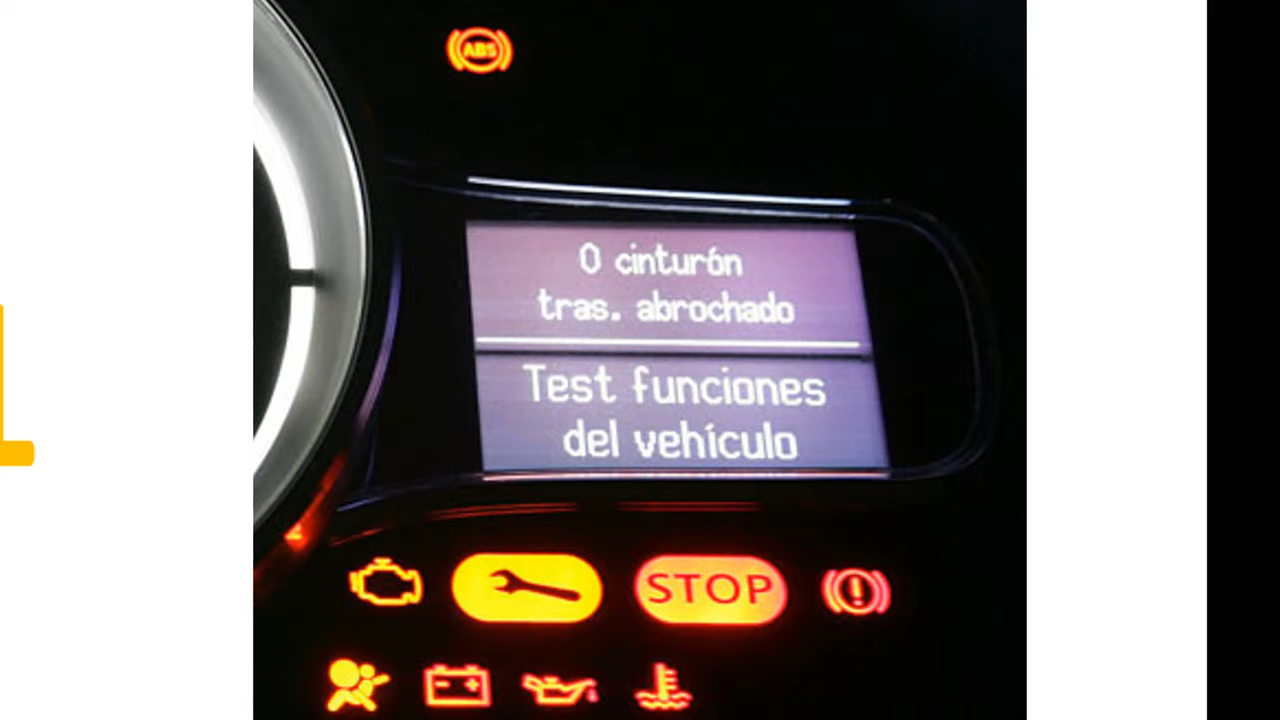 ABS
0 cinturón
tras. abrochado
Test funciones
del vehículo
STOP